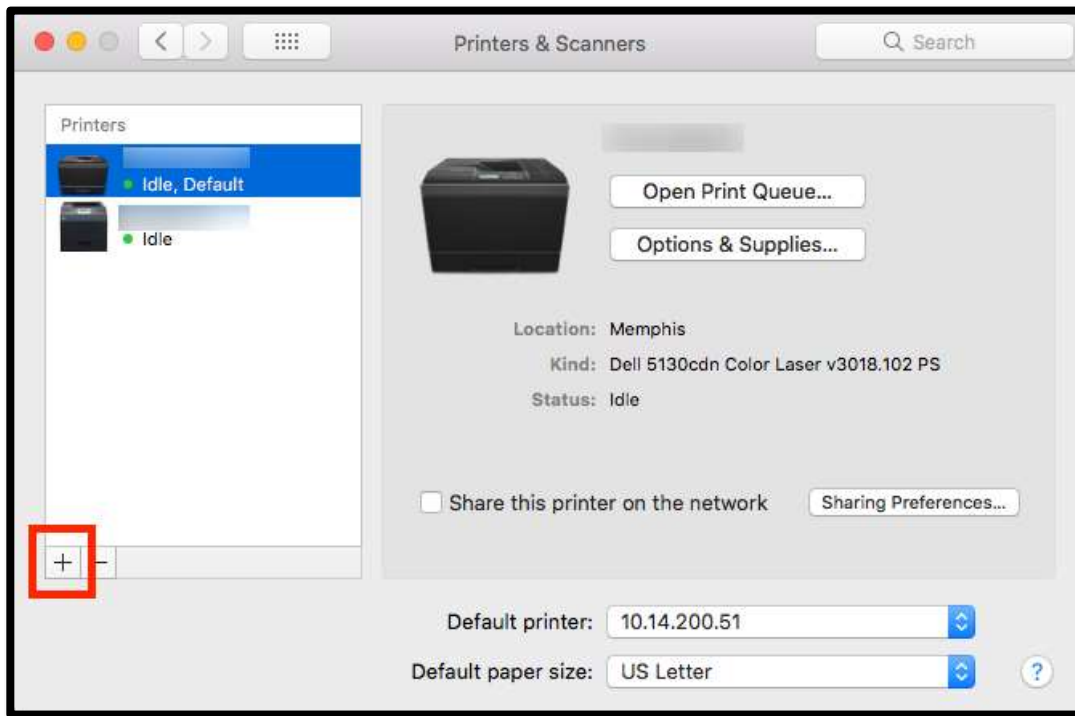 Printers & Scanners
Search
Printers
Idle, Default
Idle
+ −
Open Print Queue...
Options & Supplies...
Location: Memphis
Kind: Dell 5130cdn Color Laser v3018.102 PS
Status: Idle
Share this printer on the network
Sharing Preferences...
Default printer: 10.14.200.51
Default paper size: US Letter
?